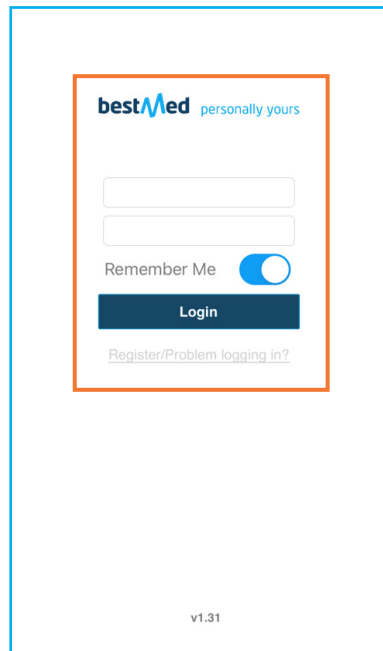 bestMed personally yours
Remember Me
Login
Register/Problem logging in?
v1.31